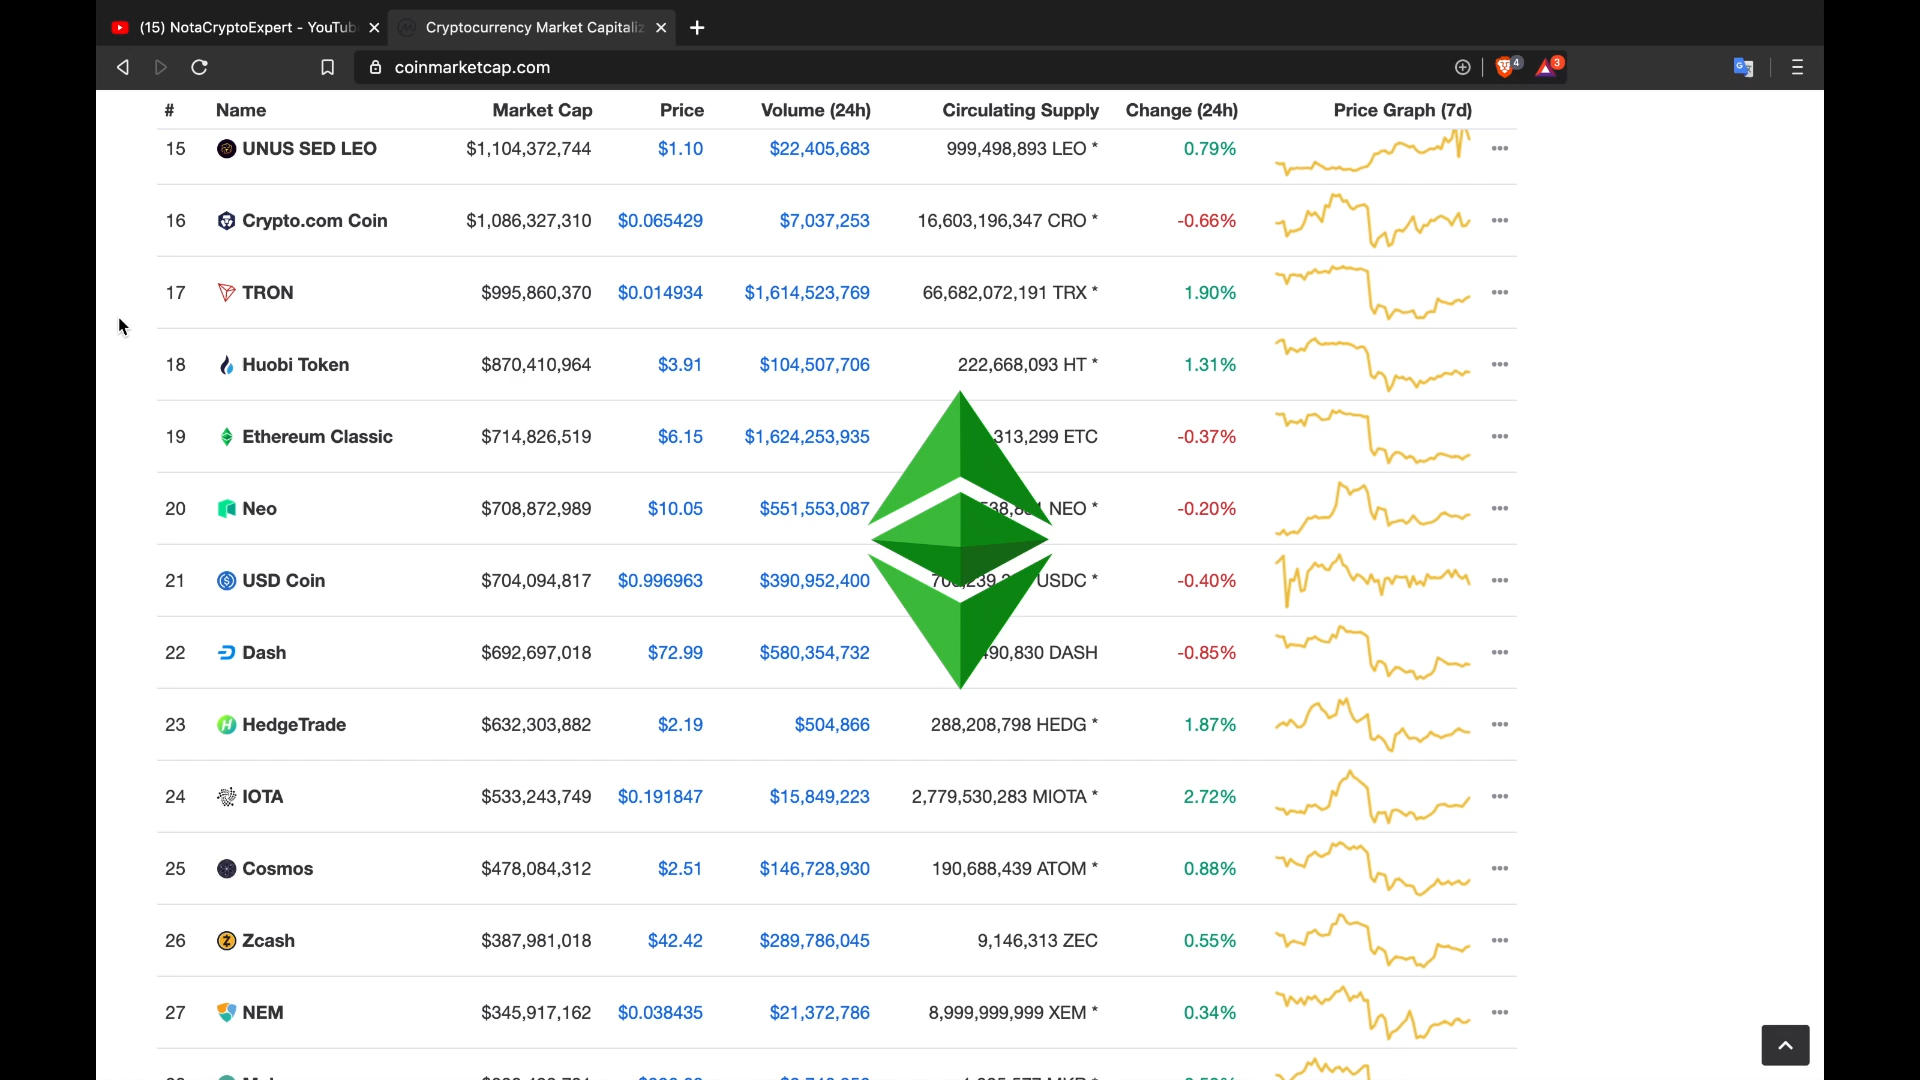 (15) NotaCryptoExpert - YouTub
Cryptocurrency Market Capitaliz
coinmarketcap.com
4
3
# Name Market Cap Price Volume (24h) Circulating Supply Change (24h) Price Graph (7d)
15 UNUS SED LEO $1,104,372,744 $1.10 $22,405,683 999,498,893 LEO * 0.79%
16 Crypto.com Coin $1,086,327,310 $0.065429 $7,037,253 16,603,196,347 CRO * -0.66%
17 TRON $995,860,370 $0.014934 $1,614,523,769 66,682,072,191 TRX * 1.90%
18 Huobi Token $870,410,964 $3.91 $104,507,706 222,668,093 HT * 1.31%
19 Ethereum Classic $714,826,519 $6.15 $1,624,253,935 313,299 ETC -0.37%
20 Neo $708,872,989 $10.05 $551,553,087 NEO * -0.20%
21 USD Coin $704,094,817 $0.996963 $390,952,400 USDC * -0.40%
22 Dash $692,697,018 $72.99 $580,354,732 490,830 DASH -0.85%
23 HedgeTrade $632,303,882 $2.19 $504,866 288,208,798 HEDG * 1.87%
24 IOTA $533,243,749 $0.191847 $15,849,223 2,779,530,283 MIOTA * 2.72%
25 Cosmos $478,084,312 $2.51 $146,728,930 190,688,439 ATOM * 0.88%
26 Zcash $387,981,018 $42.42 $289,786,045 9,146,313 ZEC 0.55%
27 NEM $345,917,162 $0.038435 $21,372,786 8,999,999,999 XEM * 0.34%